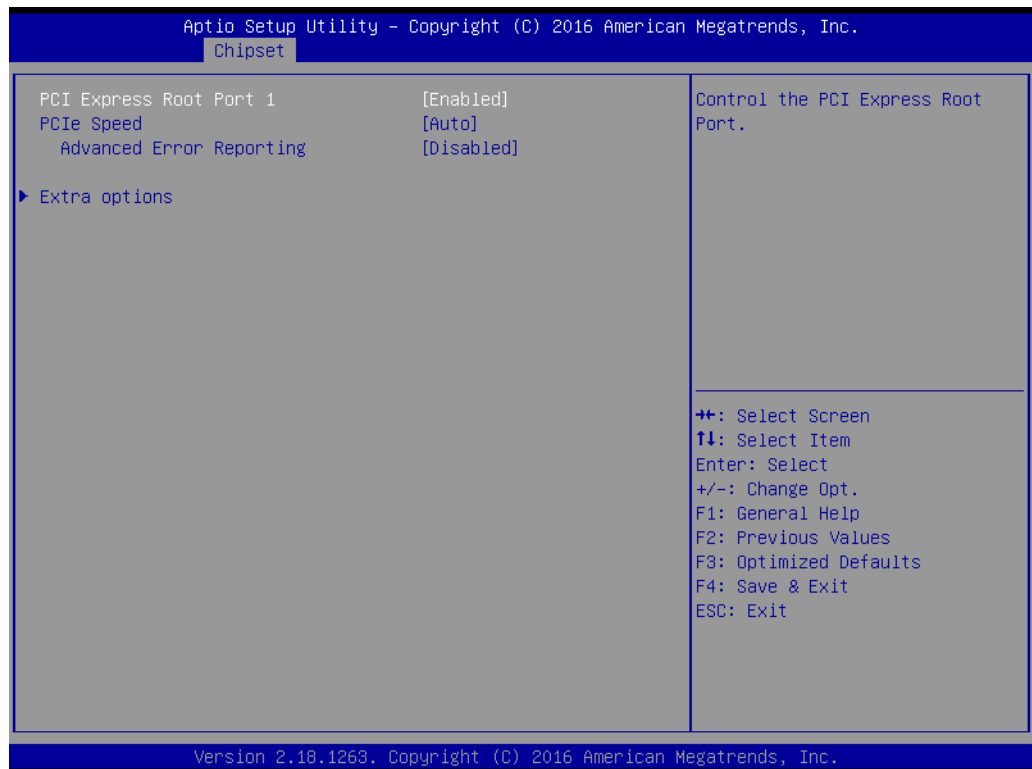 Aptio Setup Utility – Copyright (C) 2016 American Megatrends, Inc.
Chipset
PCI Express Root Port 1 [Enabled]
PCIe Speed [Auto]
Advanced Error Reporting [Disabled]
▶ Extra options
Control the PCI Express Root
Port.
→←: Select Screen
↑↓: Select Item
Enter: Select
+/-: Change Opt.
F1: General Help
F2: Previous Values
F3: Optimized Defaults
F4: Save & Exit
ESC: Exit
Version 2.18.1263. Copyright (C) 2016 American Megatrends, Inc.